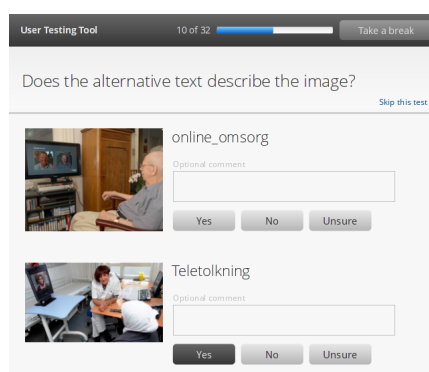 User Testing Tool
10 of 32
Take a break
Does the alternative text describe the image?
Skip this test
online_omsorg
Optional comment
Yes
No
Unsure
Teletolkning
Optional comment
Yes
No
Unsure